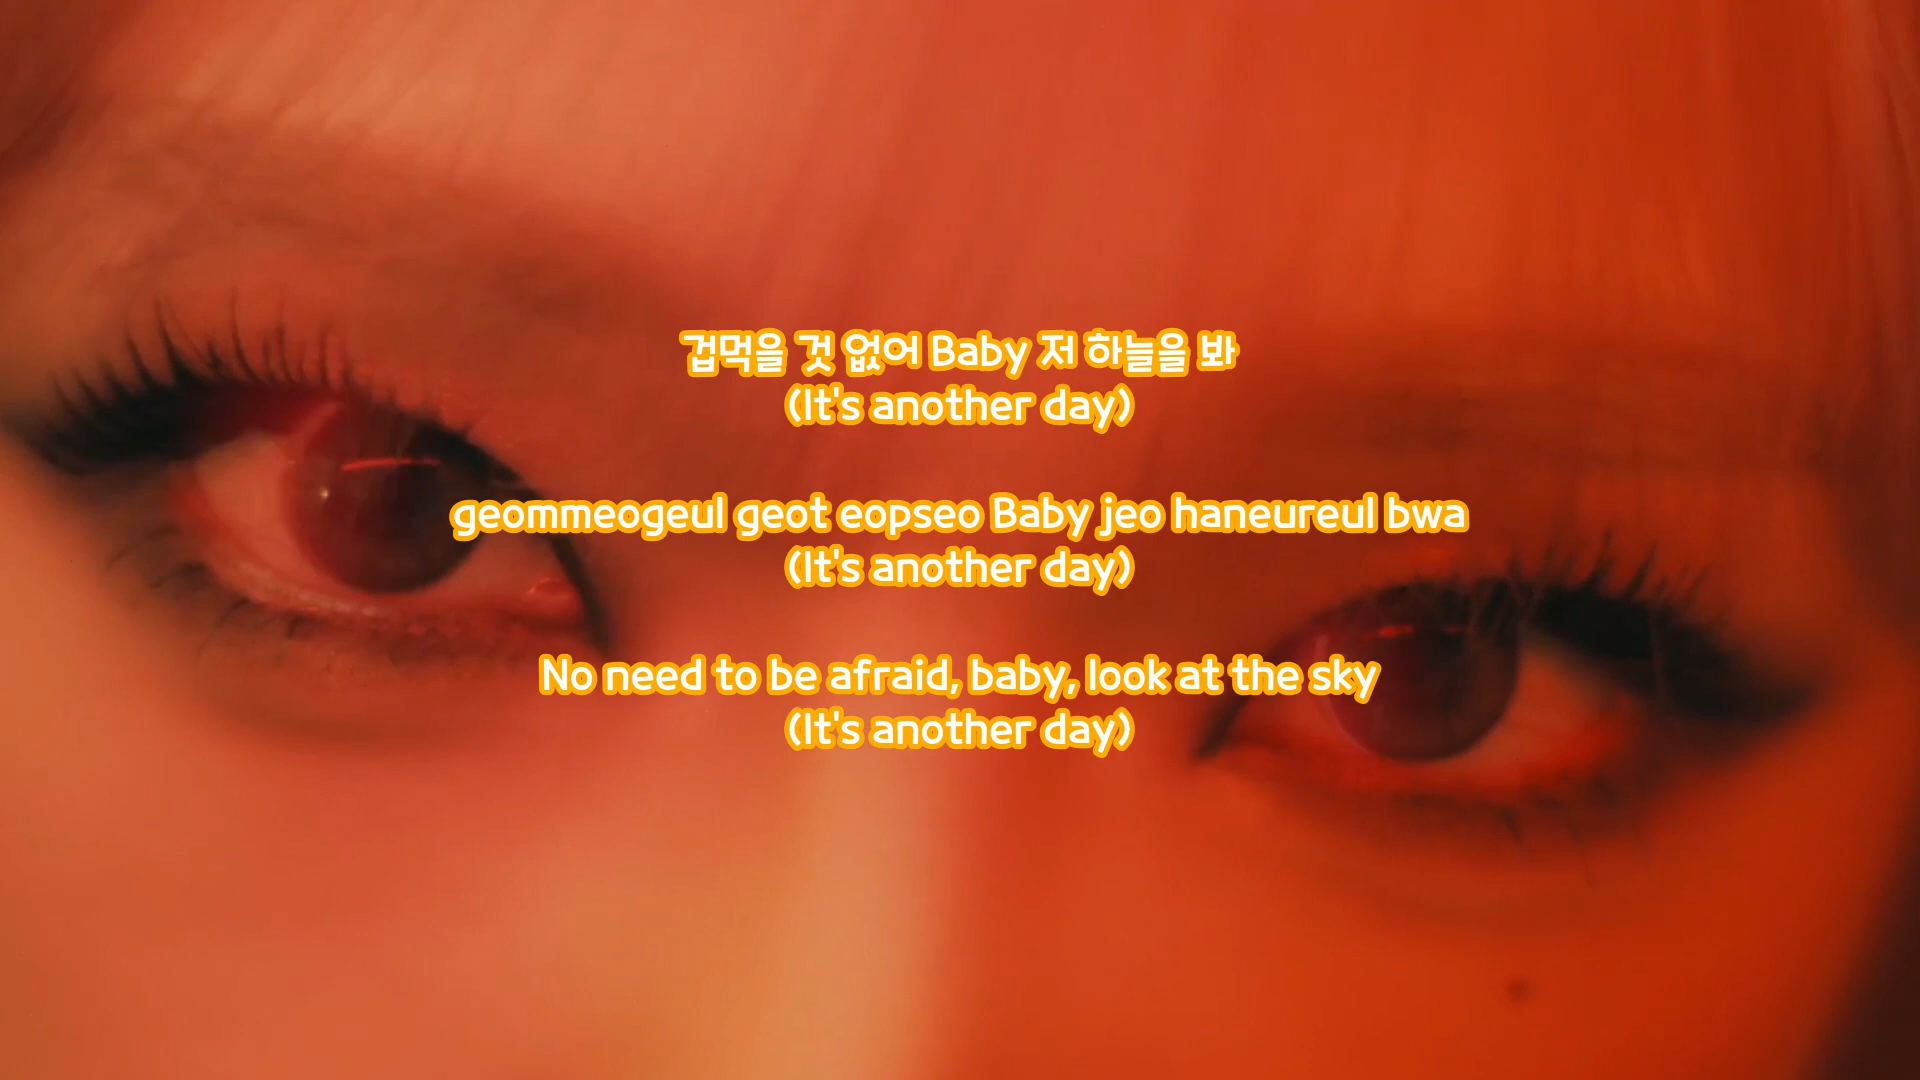 겁먹을 것 없어 Baby 저 하늘을 봐
(It's another day)
geommeogeul geot eopseo Baby jeo haneureul bwa
(It's another day)
No need to be afraid, baby, look at the sky
(It's another day)